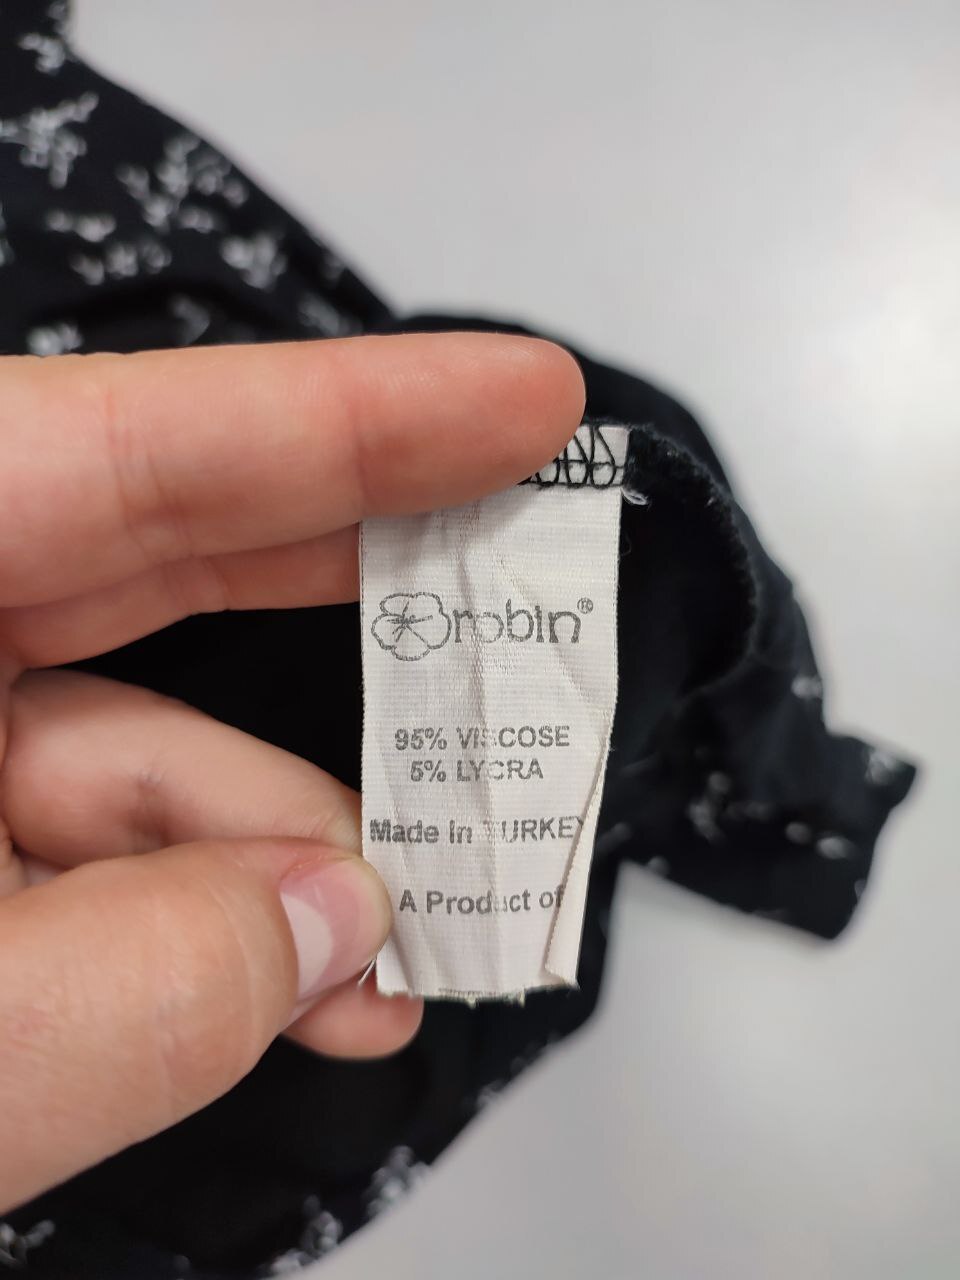 robin®
95% VISCOSE
5% LYCRA
Made in TURKEY
A Product of